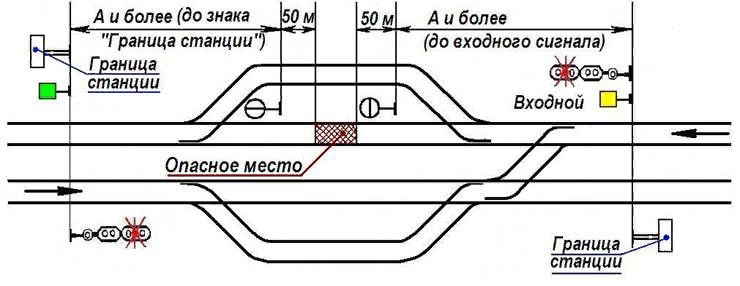 А и более (до знака
"Граница станции")
50 м
50 м
А и более
(до входного сигнала)
Граница
станции
Входной
Опасное место
Граница
станции